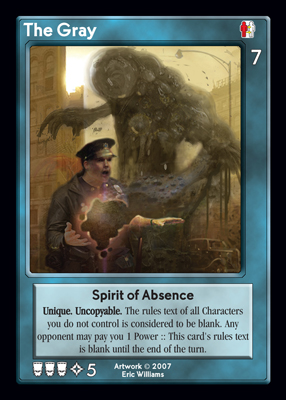 The Gray
7
Spirit of Absence
Unique. Uncopyable. The rules text of all Characters
you do not control is considered to be blank. Any
opponent may pay you 1 Power :: This card's rules text
is blank until the end of the turn.
5
Artwork © 2007
Eric Williams